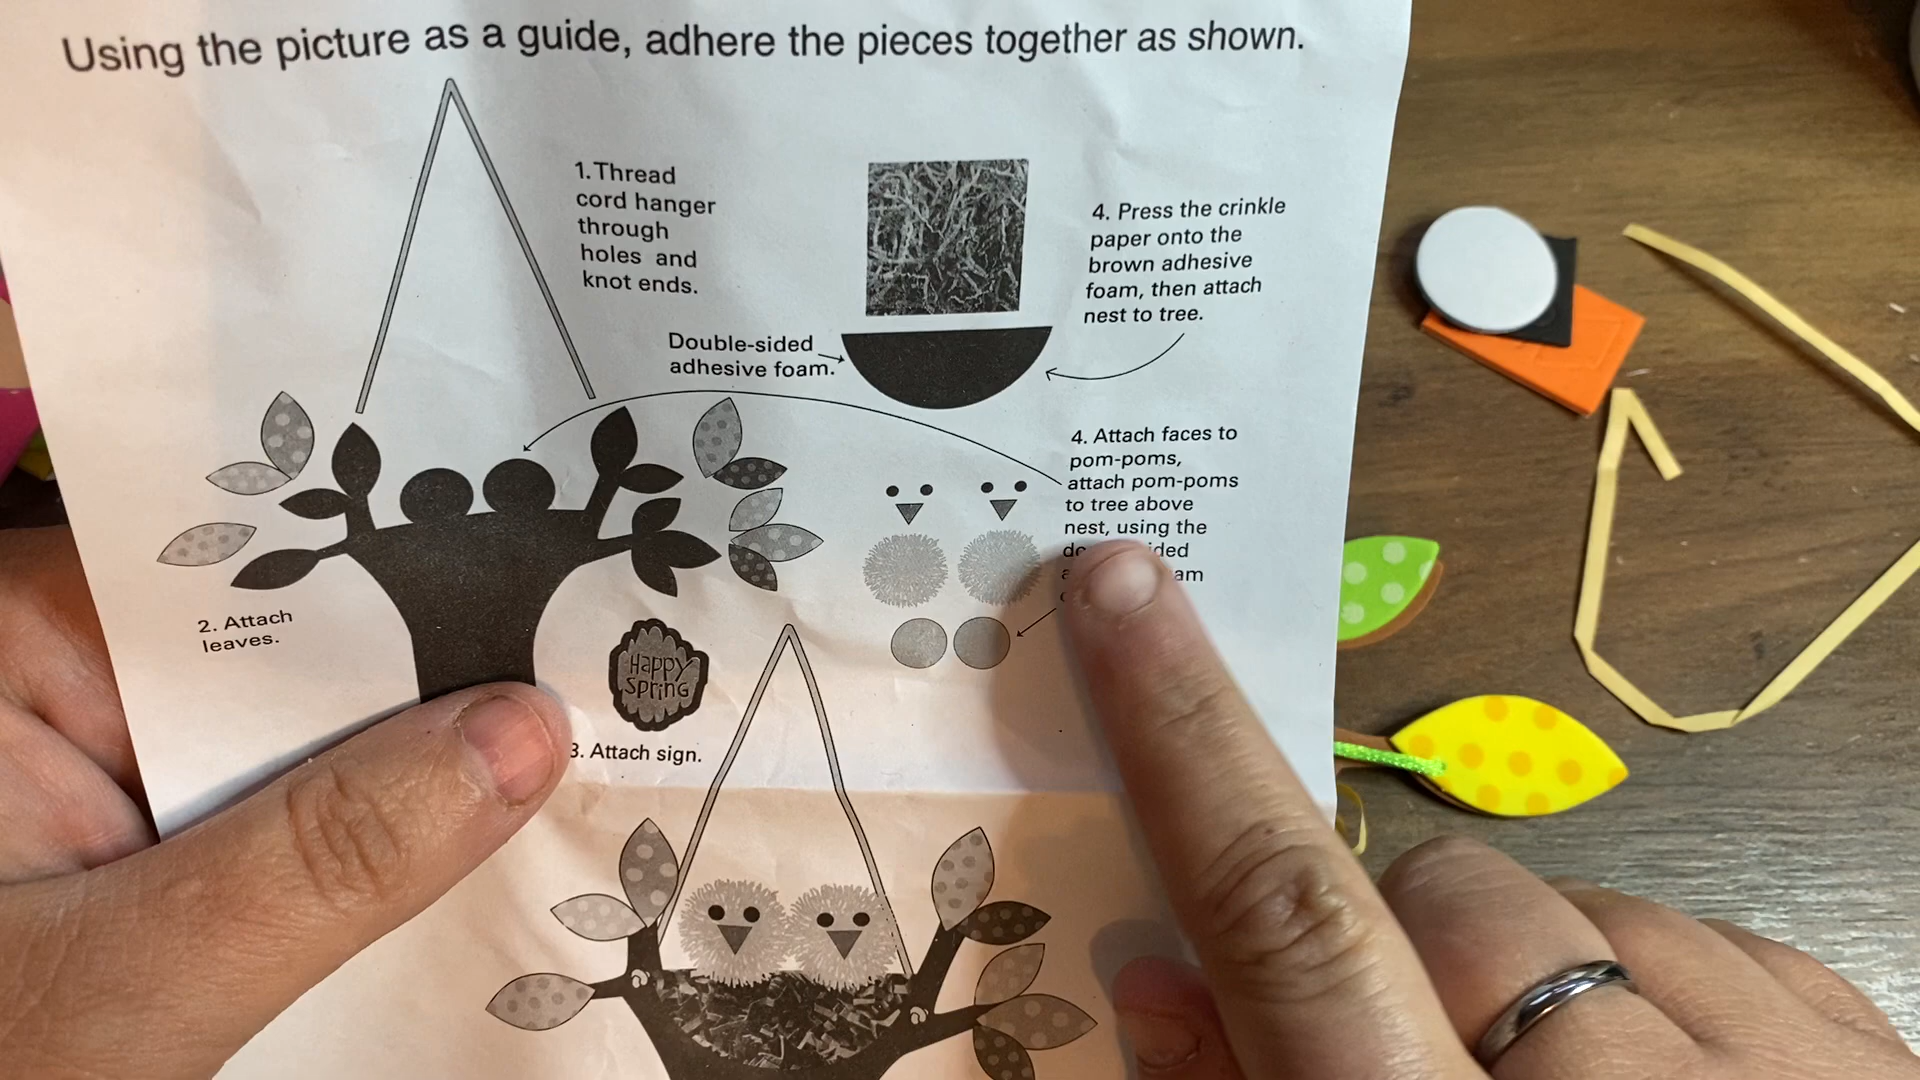 Using the picture as a guide, adhere the pieces together as shown.
1. Thread
cord hanger
through
holes and
knot ends.
4. Press the crinkle
paper onto the
brown adhesive
foam, then attach
nest to tree.
Double-sided
adhesive foam.
4. Attach faces to
pom-poms,
attach pom-poms
to tree above
nest, using the
2. Attach
leaves.
Happy
Spring
3. Attach sign.